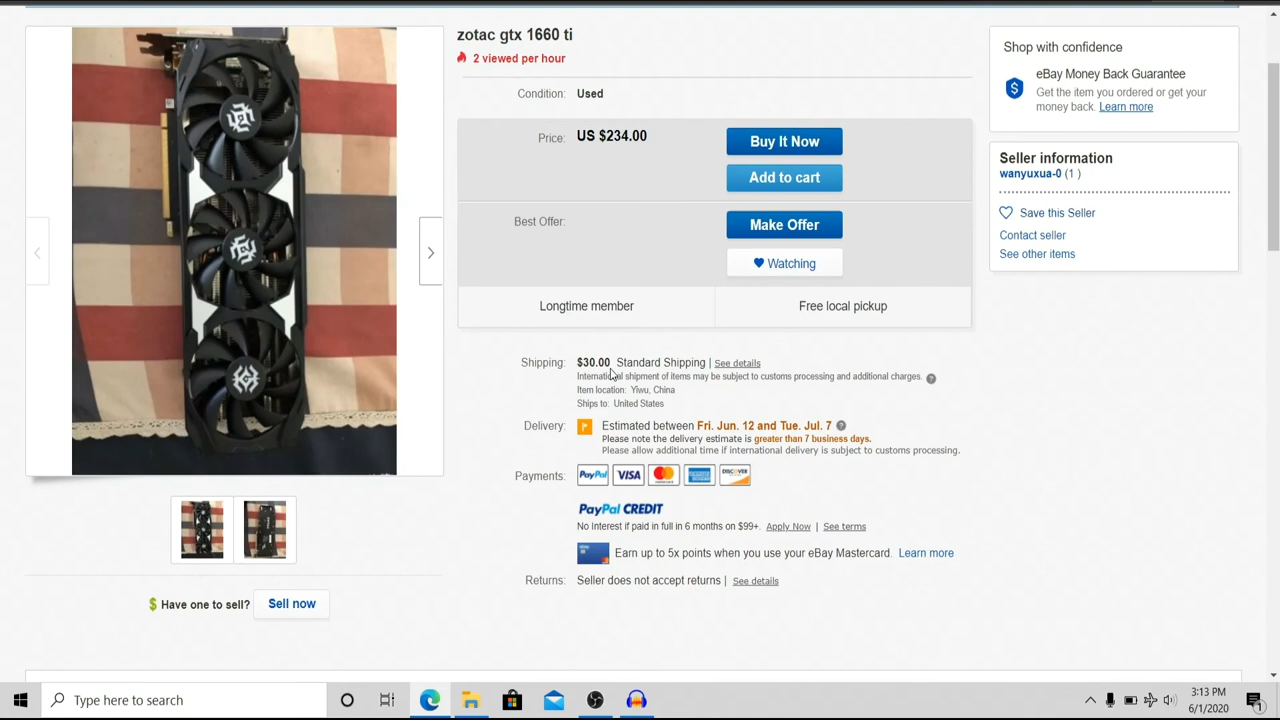 zotac gtx 1660 ti
2 viewed per hour
Condition: Used
Price: US $234.00
Buy It Now
Add to cart
Best Offer:
Make Offer
Watching
Longtime member
Free local pickup
Shipping: $30.00 Standard Shipping | See details
International shipment of items may be subject to customs processing and additional charges. ?
Item location: Yiwu, China
Ships to: United States
Delivery: Estimated between Fri. Jun. 12 and Tue. Jul. 7 ?
Please note the delivery estimate is greater than 7 business days.
Please allow additional time if international delivery is subject to customs processing.
Payments: PayPal VISA MasterCard AMERICAN EXPRESS DISCOVER
PayPal CREDIT
No Interest if paid in full in 6 months on $99+. Apply Now | See terms
Earn up to 5x points when you use your eBay Mastercard. Learn more
Returns: Seller does not accept returns | See details
Shop with confidence
eBay Money Back Guarantee
Get the item you ordered or get your
money back. Learn more
Seller information
wanyuxua-0 (1 )
Save this Seller
Contact seller
See other items
$ Have one to sell? Sell now
Type here to search
3:13 PM
6/1/2020